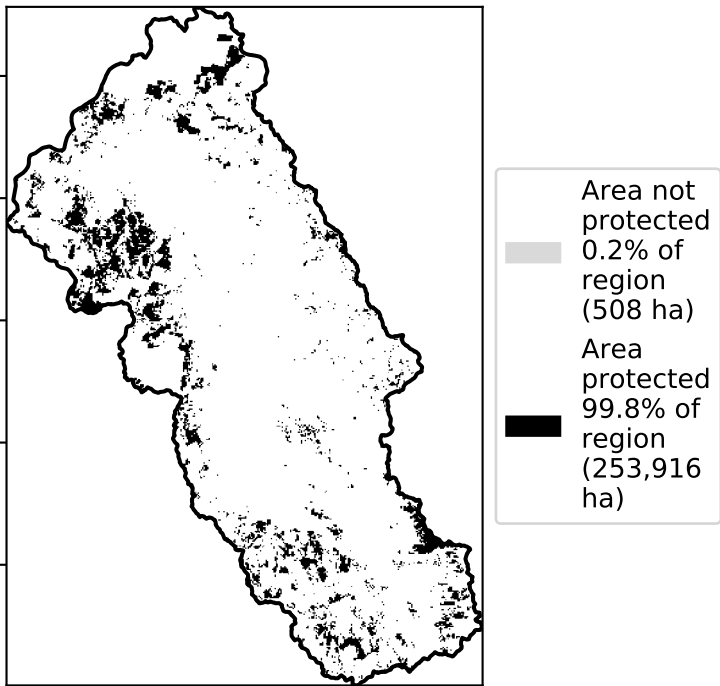 Area not
protected
0.2% of
region
(508 ha)
Area
protected
99.8% of
region
(253,916
ha)